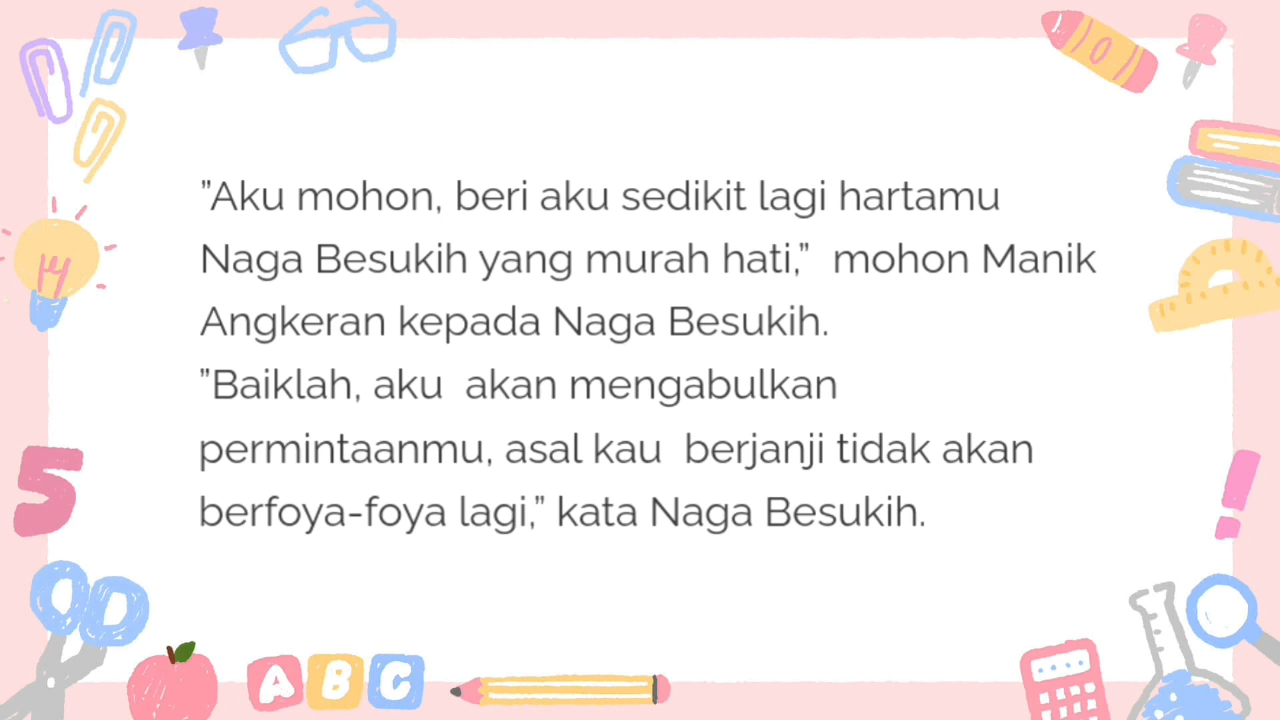 ”Aku mohon, beri aku sedikit lagi hartamu
Naga Besukih yang murah hati,”  mohon Manik
Angkeran kepada Naga Besukih.
”Baiklah, aku  akan mengabulkan
permintaanmu, asal kau  berjanji tidak akan
berfoya-foya lagi,” kata Naga Besukih.
5
!
A B C